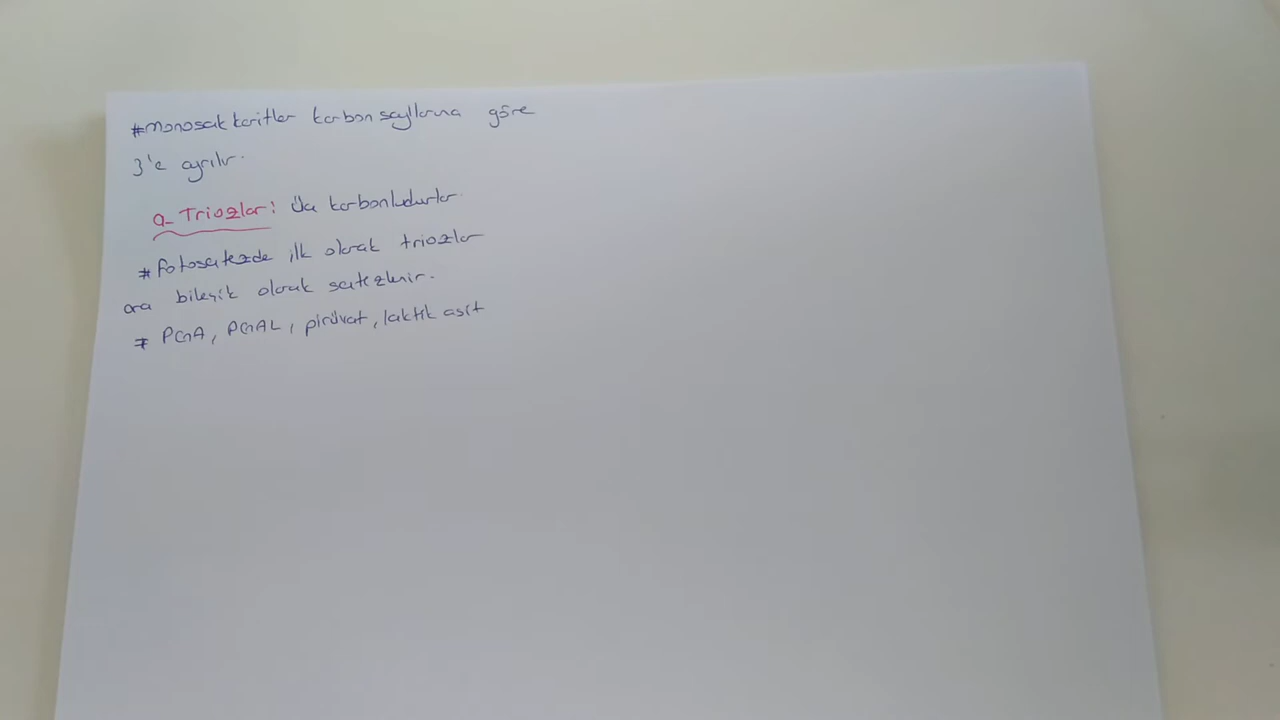 #Monosakkaritler karbon sayılarına göre
3'e ayrılır.
a- Triozlar: Üç karbonludurlar.
* Fotosentezde ilk olarak triozlar
ara bileşik olarak sentezlenir.
* PGA, PGAL, pirüvat, laktik asit